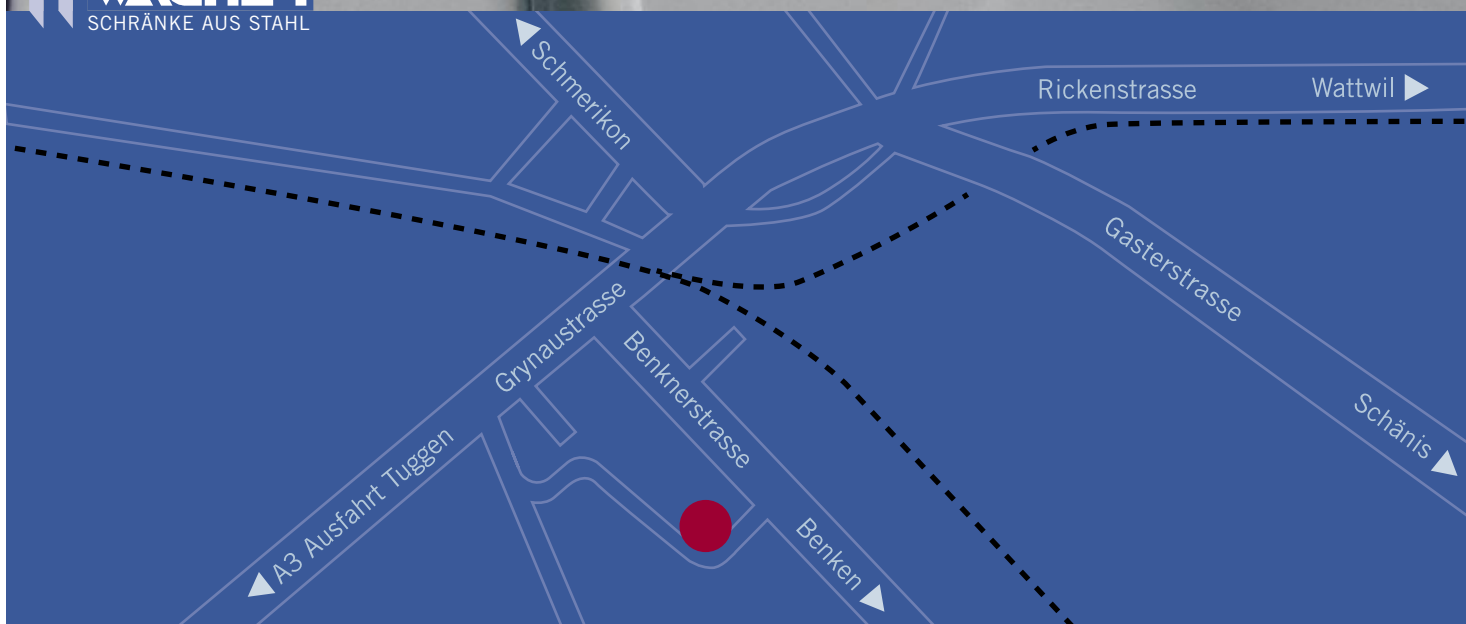 SCHRÄNKE AUS STAHL
Schmerikon
Rickenstrasse
Wattwil
Gasterstrasse
Grynaustrasse
Benknerstrasse
Schänis
A3 Ausfahrt Tuggen
Benken